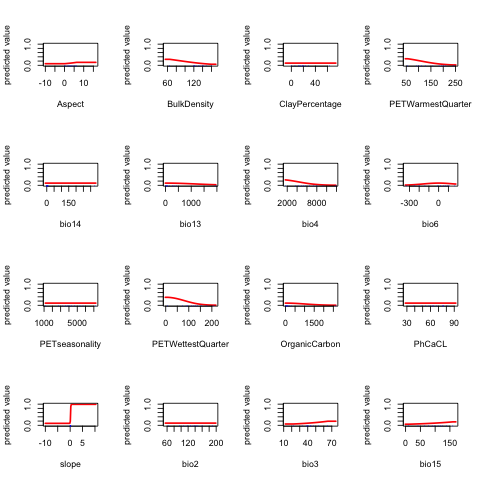 predicted value 0.0 1.0 -10 0 10 Aspect
predicted value 0.0 1.0 60 120 BulkDensity
predicted value 0.0 1.0 0 40 ClayPercentage
predicted value 0.0 1.0 50 150 250 PETWarmestQuarter
predicted value 0.0 1.0 0 150 bio14
predicted value 0.0 1.0 0 1000 bio13
predicted value 0.0 1.0 2000 8000 bio4
predicted value 0.0 1.0 -300 0 bio6
predicted value 0.0 1.0 1000 5000 PETseasonality
predicted value 0.0 1.0 0 100 200 PETWettestQuarter
predicted value 0.0 1.0 0 1500 OrganicCarbon
predicted value 0.0 1.0 30 60 90 PhCaCL
predicted value 0.0 1.0 -10 0 5 slope
predicted value 0.0 1.0 60 140 200 bio2
predicted value 0.0 1.0 10 40 70 bio3
predicted value 0.0 1.0 0 50 150 bio15